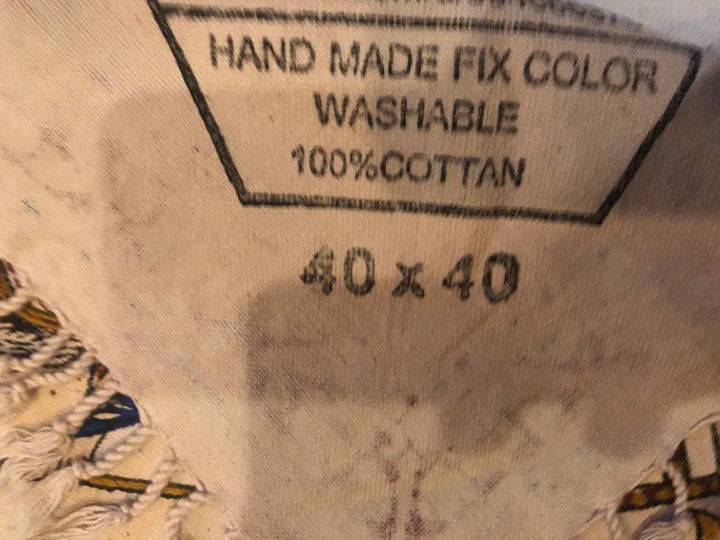 HAND MADE FIX COLOR
WASHABLE
100%COTTAN
40 x 40